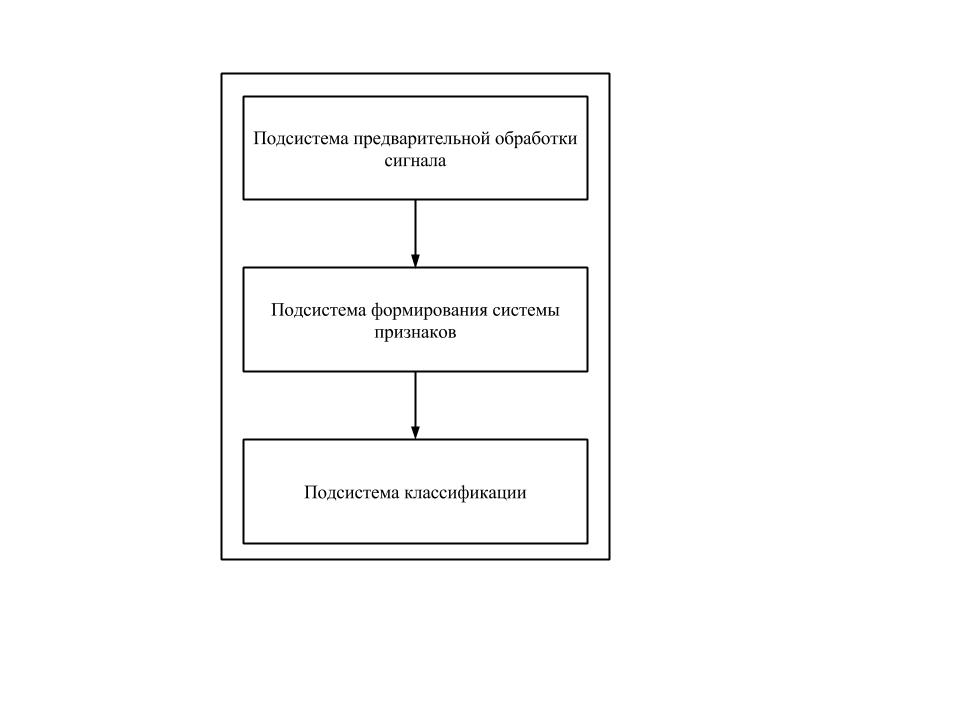 Подсистема предварительной обработки
сигнала
Подсистема формирования системы
признаков
Подсистема классификации